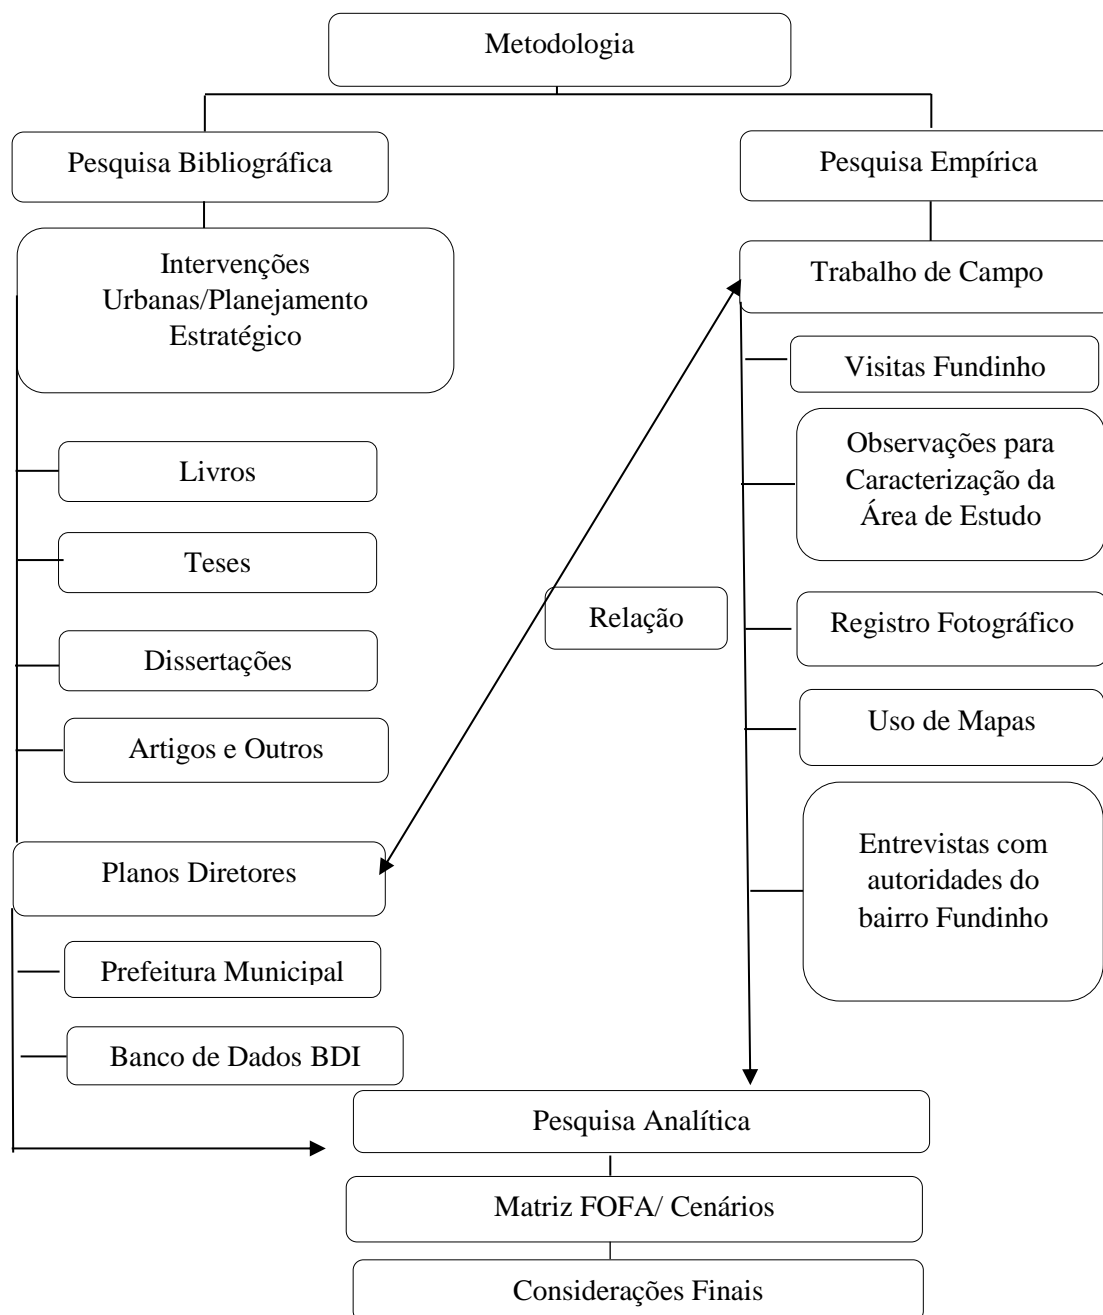 Metodologia
Pesquisa Bibliográfica
Pesquisa Empírica
Intervenções
Urbanas/Planejamento
Estratégico
Trabalho de Campo
Visitas Fundinho
Observações para
Caracterização da
Área de Estudo
Livros
Teses
Relação
Registro Fotográfico
Dissertações
Uso de Mapas
Artigos e Outros
Entrevistas com
autoridades do
bairro Fundinho
Planos Diretores
Prefeitura Municipal
Banco de Dados BDI
Pesquisa Analítica
Matriz FOFA/ Cenários
Considerações Finais